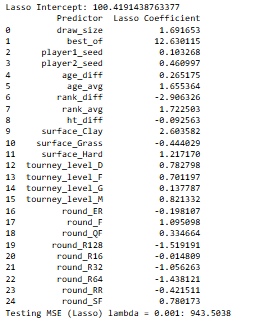 Lasso Intercept: 100.4191438763377
Predictor Lasso Coefficient
0 draw_size 1.691653
1 best_of 12.630115
2 player1_seed 0.103268
3 player2_seed 0.460997
4 age_diff 0.265175
5 age_avg 1.655364
6 rank_diff -2.906326
7 rank_avg 1.722503
8 ht_diff -0.092563
9 surface_Clay 2.603582
10 surface_Grass -0.444029
11 surface_Hard 1.217170
12 tourney_level_D 0.782798
13 tourney_level_F 0.701197
14 tourney_level_G 0.137787
15 tourney_level_M 0.821332
16 round_ER -0.198107
17 round_F 1.095098
18 round_QF 0.334664
19 round_R128 -1.519191
20 round_R16 -0.014809
21 round_R32 -1.056263
22 round_R64 -1.438121
23 round_RR -0.421511
24 round_SF 0.780173
Testing MSE (Lasso) lambda = 0.001: 943.5038